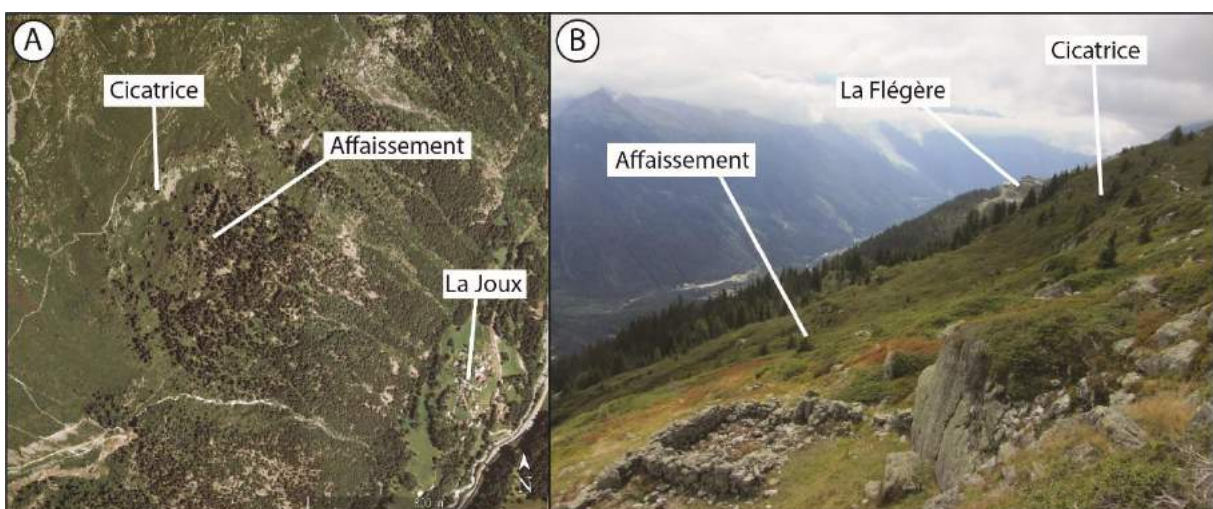 A
Cicatrice
Affaissement
La Joux
N
B
Cicatrice
La Flégère
Affaissement